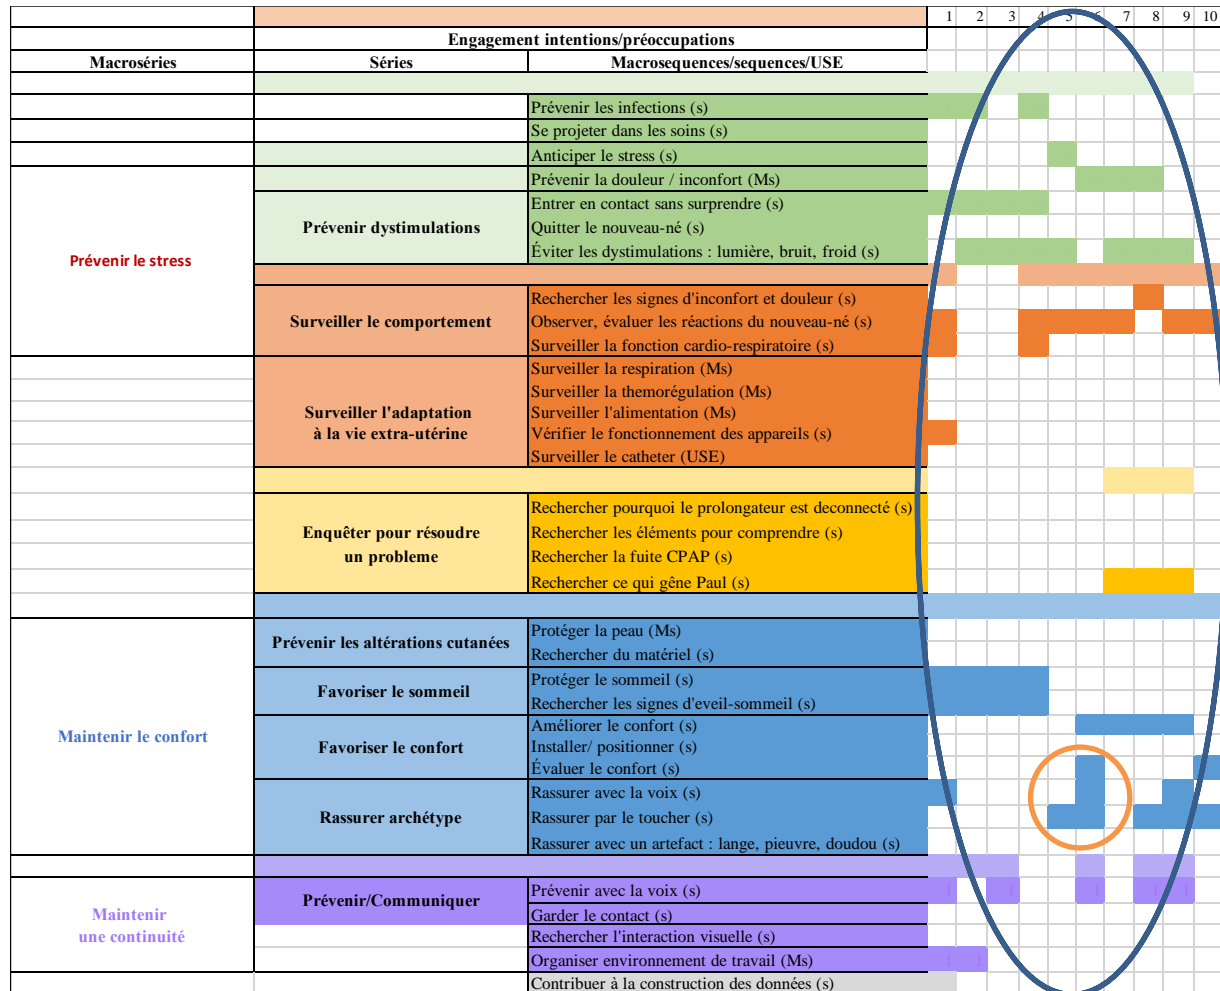 1 2 3 4 5 7 8 9 10
Engagement intentions/préoccupations
Macroséries Séries Macrosequences/sequences/USE
Prévenir les infections (s)
Se projeter dans les soins (s)
Anticiper le stress (s)
Prévenir la douleur / inconfort (Ms)
Entrer en contact sans surprendre (s)
Prévenir dystimulations
Quitter le nouveau-né (s)
Éviter les dystimulations : lumière, bruit, froid (s)
Prévenir le stress
Rechercher les signes d'inconfort et douleur (s)
Surveiller le comportement
Observer, évaluer les réactions du nouveau-né (s)
Surveiller la fonction cardio-respiratoire (s)
Surveiller la respiration (Ms)
Surveiller la themorégulation (Ms)
Surveiller l'adaptation
à la vie extra-utérine
Surveiller l'alimentation (Ms)
Vérifier le fonctionnement des appareils (s)
Surveiller le catheter (USE)
Rechercher pourquoi le prolongateur est deconnecté (s)
Enquêter pour résoudre
un probleme
Rechercher les éléments pour comprendre (s)
Rechercher la fuite CPAP (s)
Rechercher ce qui gêne Paul (s)
Prévenir les altérations cutanées
Protéger la peau (Ms)
Rechercher du matériel (s)
Favoriser le sommeil
Protéger le sommeil (s)
Rechercher les signes d'eveil-sommeil (s)
Maintenir le confort
Favoriser le confort
Améliorer le confort (s)
Installer/ positionner (s)
Évaluer le confort (s)
Rassurer archétype
Rassurer avec la voix (s)
Rassurer par le toucher (s)
Rassurer avec un artefact : lange, pieuvre, doudou (s)
Prévenir/Communiquer
Prévenir avec la voix (s) 1 1 1 1 1
Maintenir
une continuité
Garder le contact (s)
Rechercher l'interaction visuelle (s)
Organiser environnement de travail (Ms) 1 1
Contribuer à la construction des données (s)